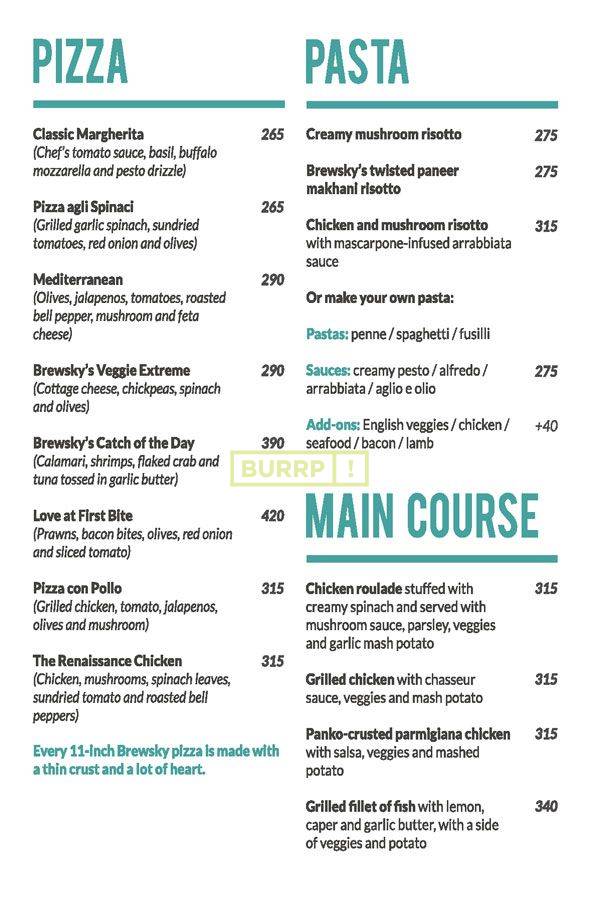 PIZZA
Classic Margherita 265
(Chef's tomato sauce, basil, buffalo
mozzarella and pesto drizzle)
Pizza agli Spinaci 265
(Grilled garlic spinach, sundried
tomatoes, red onion and olives)
Mediterranean 290
(Olives, jalapenos, tomatoes, roasted
bell pepper, mushroom and feta
cheese)
Brewsky's Veggie Extreme 290
(Cottage cheese, chickpeas, spinach
and olives)
Brewsky's Catch of the Day 390
(Calamari, shrimps, flaked crab and
tuna tossed in garlic butter)
Love at First Bite 420
(Prawns, bacon bites, olives, red onion
and sliced tomato)
Pizza con Pollo 315
(Grilled chicken, tomato, jalapenos,
olives and mushroom)
The Renaissance Chicken 315
(Chicken, mushrooms, spinach leaves,
sundried tomato and roasted bell
peppers)
Every 11-inch Brewsky pizza is made with
a thin crust and a lot of heart.
PASTA
Creamy mushroom risotto 275
Brewsky's twisted paneer 275
makhani risotto
Chicken and mushroom risotto 315
with mascarpone-infused arrabbiata
sauce
Or make your own pasta:
Pastas: penne / spaghetti / fusilli
Sauces: creamy pesto / alfredo / 275
arrabbiata / aglio e olio
Add-ons: English veggies / chicken / +40
seafood / bacon / lamb
BURRP!
MAIN COURSE
Chicken roulade stuffed with 315
creamy spinach and served with
mushroom sauce, parsley, veggies
and garlic mash potato
Grilled chicken with chasseur 315
sauce, veggies and mash potato
Panko-crusted parmigiana chicken 315
with salsa, veggies and mashed
potato
Grilled fillet of fish with lemon, 340
caper and garlic butter, with a side
of veggies and potato